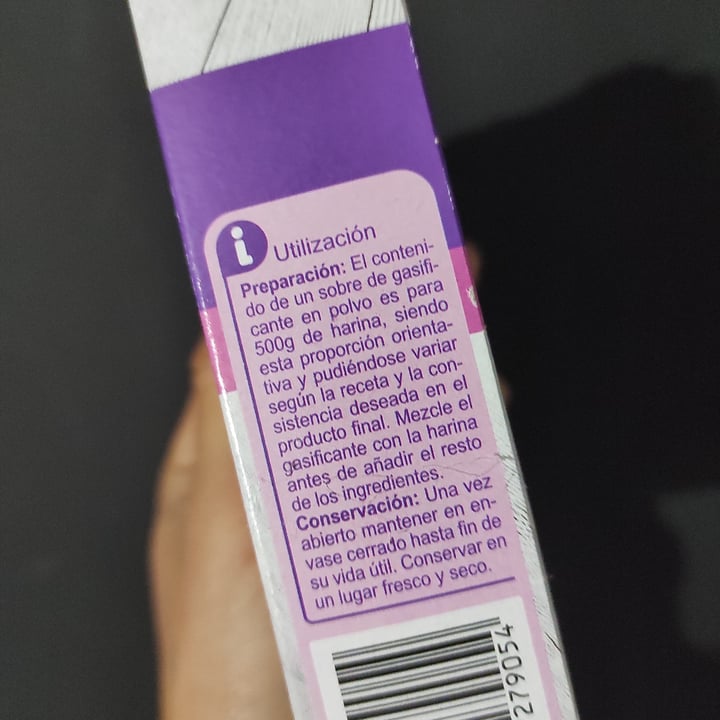 i Utilización
Preparación: El conteni-
do de un sobre de gasifi-
cante en polvo es para
500g de harina, siendo
esta proporción orienta-
tiva y pudiéndose variar
según la receta y la con-
sistencia deseada en el
producto final. Mezcle el
gasificante con la harina
antes de añadir el resto
de los ingredientes.
Conservación: Una vez
abierto mantener en en-
vase cerrado hasta fin de
su vida útil. Conservar en
un lugar fresco y seco.
279054